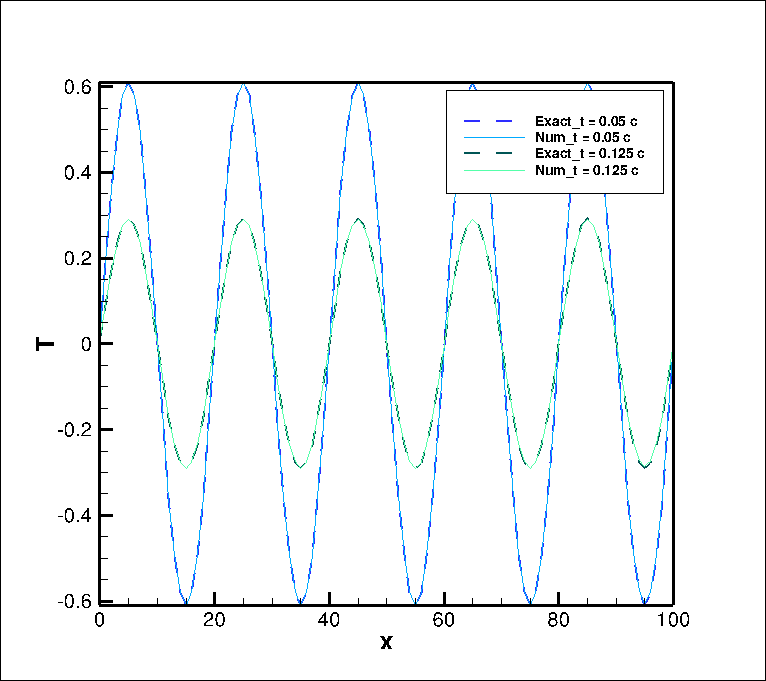 0.6
0.4
0.2
0
-0.2
-0.4
-0.6
T
Exact_t = 0.05 c
Num_t = 0.05 c
Exact_t = 0.125 c
Num_t = 0.125 c
0 20 40 60 80 100
x